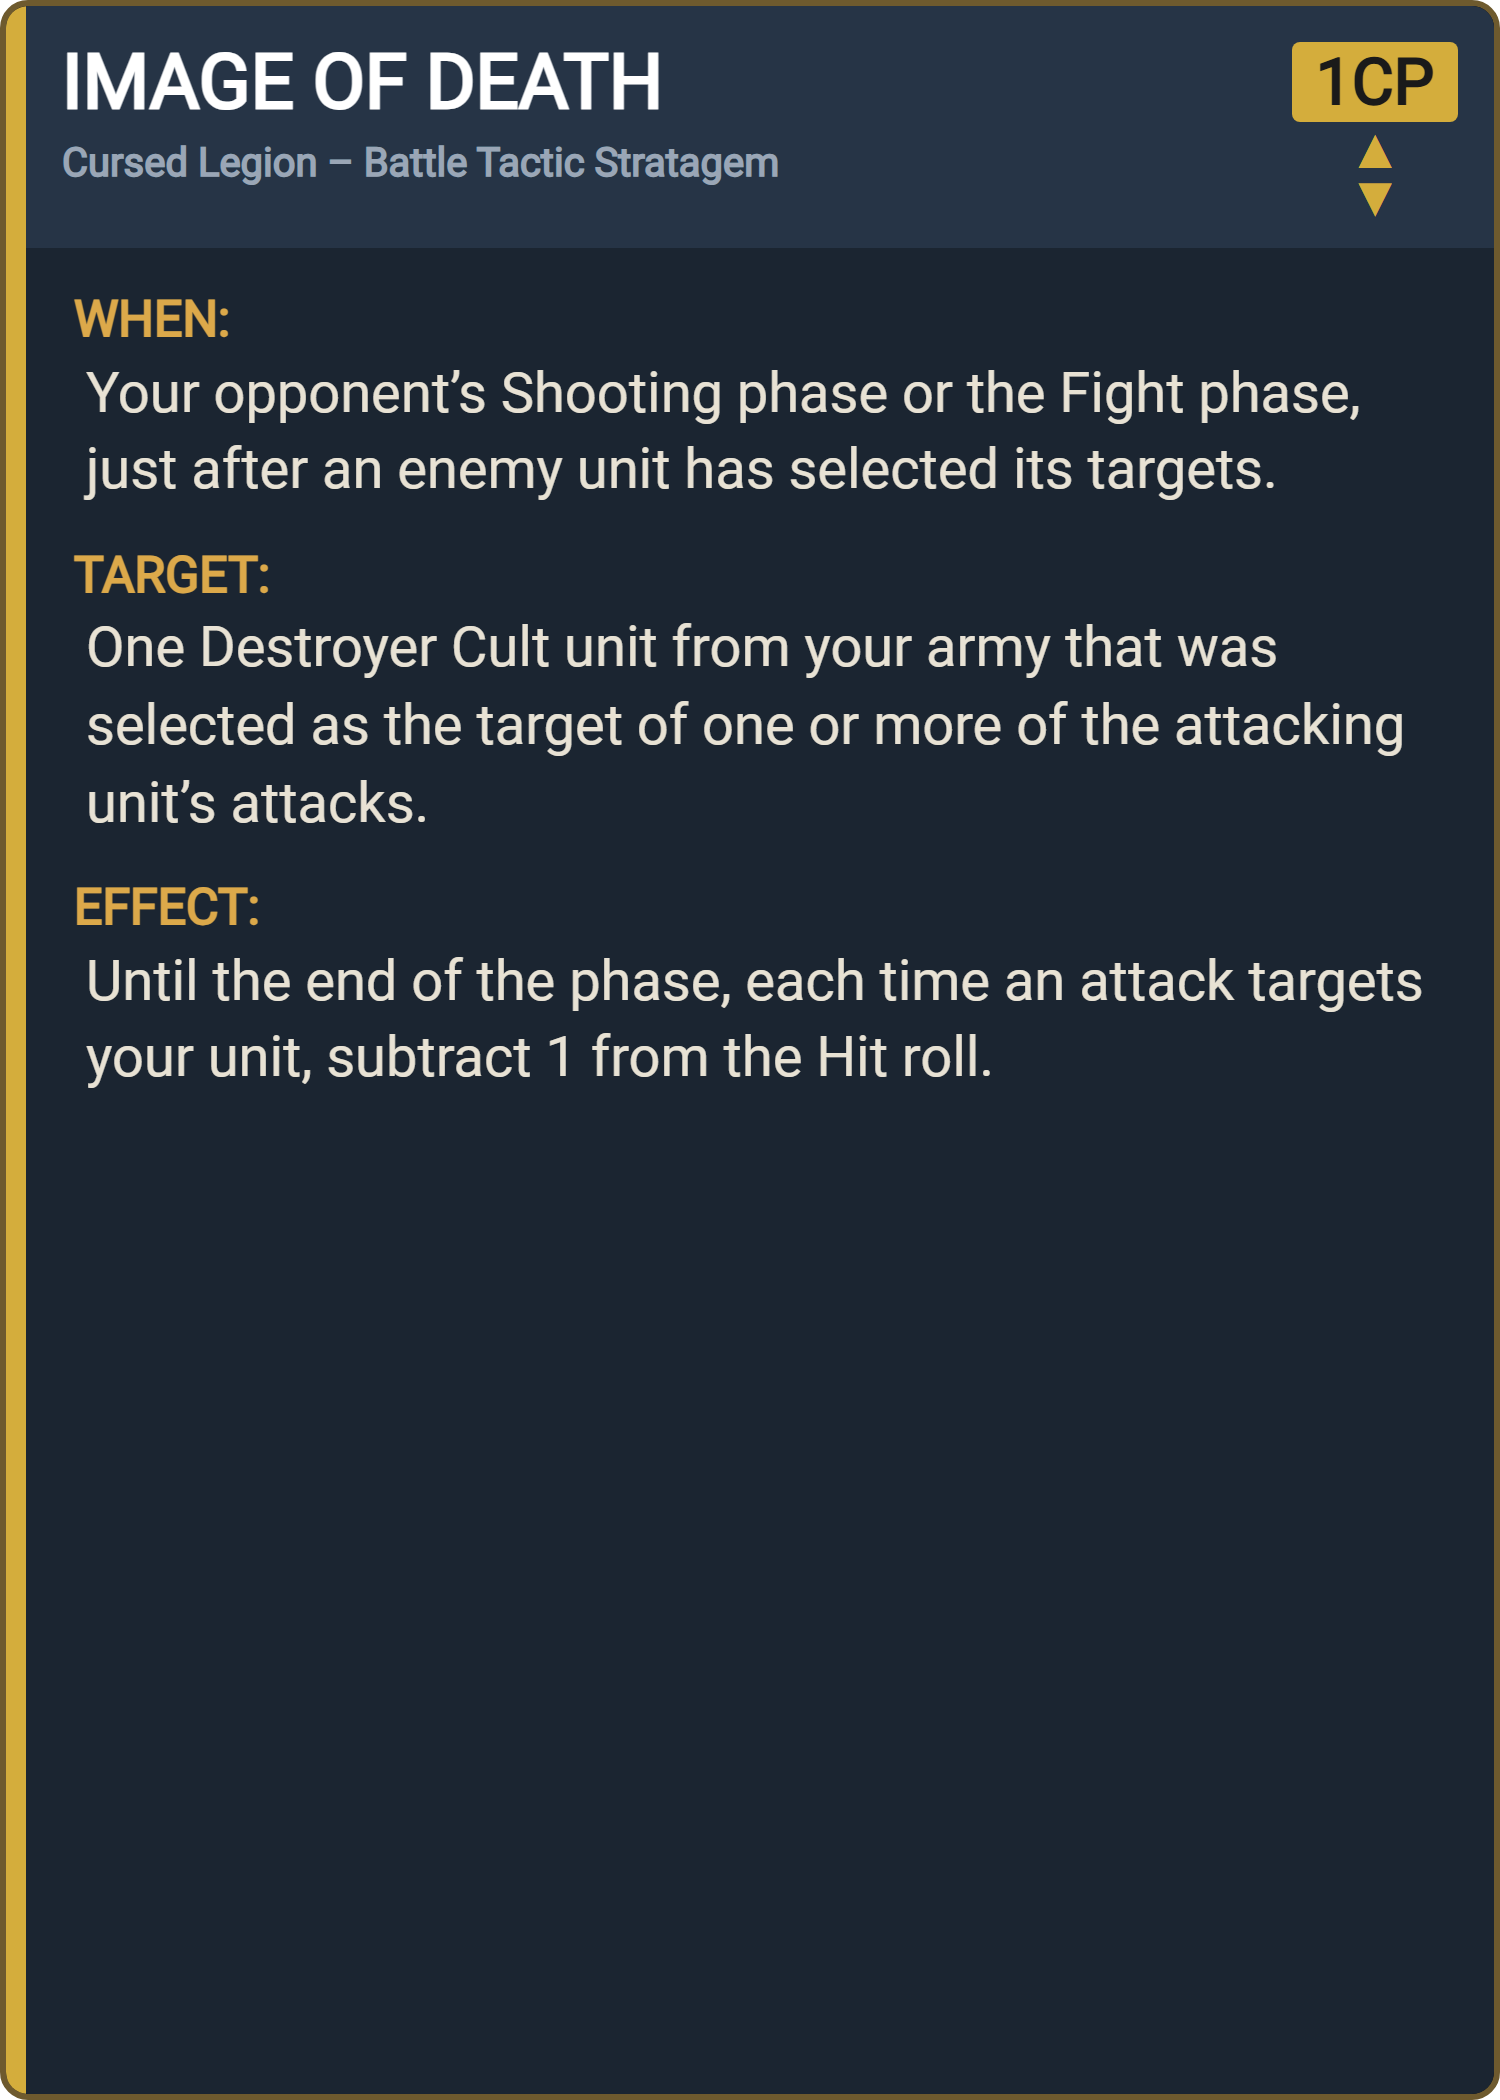 IMAGE OF DEATH
1CP
Cursed Legion – Battle Tactic Stratagem
▲
▼
WHEN:
Your opponent’s Shooting phase or the Fight phase,
just after an enemy unit has selected its targets.
TARGET:
One Destroyer Cult unit from your army that was
selected as the target of one or more of the attacking
unit’s attacks.
EFFECT:
Until the end of the phase, each time an attack targets
your unit, subtract 1 from the Hit roll.